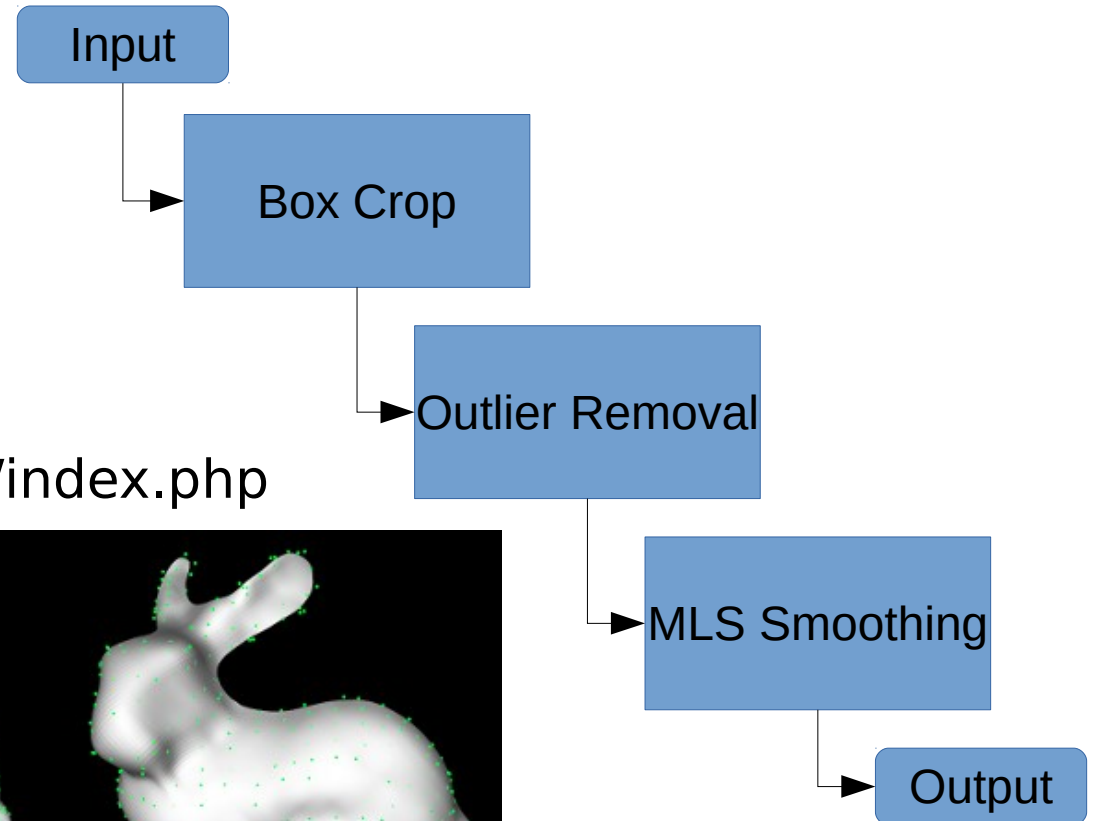 Input
Box Crop
Outlier Removal
/index.php
MLS Smoothing
Output